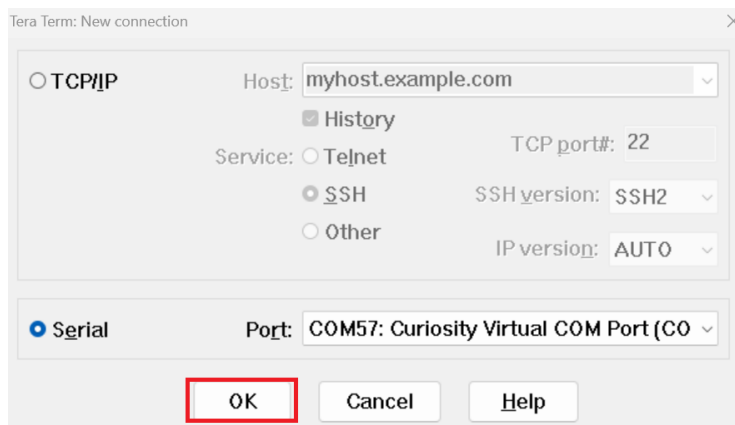 Tera Term: New connection
TCP/IP
Host: myhost.example.com
History
Service: Telnet
TCP port#: 22
SSH
SSH version: SSH2
Other
IP version: AUTO
Serial
Port: COM57: Curiosity Virtual COM Port (CO
OK Cancel Help